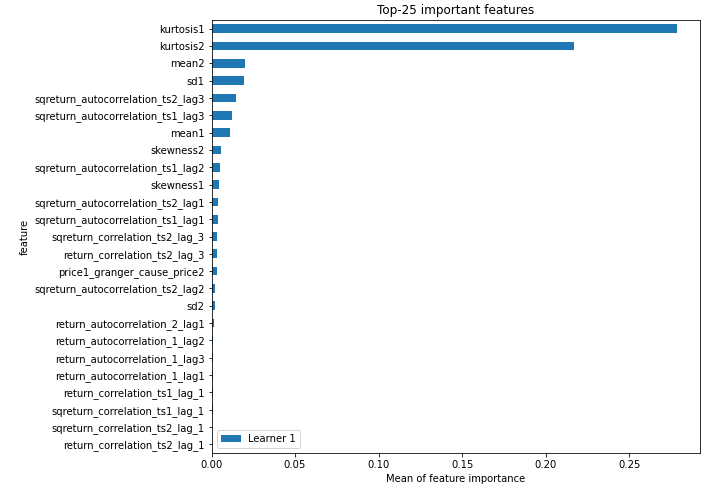 Top-25 important features
kurtosis1
kurtosis2
mean2
sd1
sqreturn_autocorrelation_ts2_lag3
sqreturn_autocorrelation_ts1_lag3
mean1
skewness2
sqreturn_autocorrelation_ts1_lag2
skewness1
sqreturn_autocorrelation_ts2_lag1
sqreturn_autocorrelation_ts1_lag1
sqreturn_correlation_ts2_lag_3
return_correlation_ts2_lag_3
price1_granger_cause_price2
sqreturn_autocorrelation_ts2_lag2
sd2
return_autocorrelation_2_lag1
return_autocorrelation_1_lag2
return_autocorrelation_1_lag3
return_autocorrelation_1_lag1
return_correlation_ts1_lag_1
sqreturn_correlation_ts1_lag_1
sqreturn_correlation_ts2_lag_1
return_correlation_ts2_lag_1
feature
Learner 1
0.00 0.05 0.10 0.15 0.20 0.25
Mean of feature importance